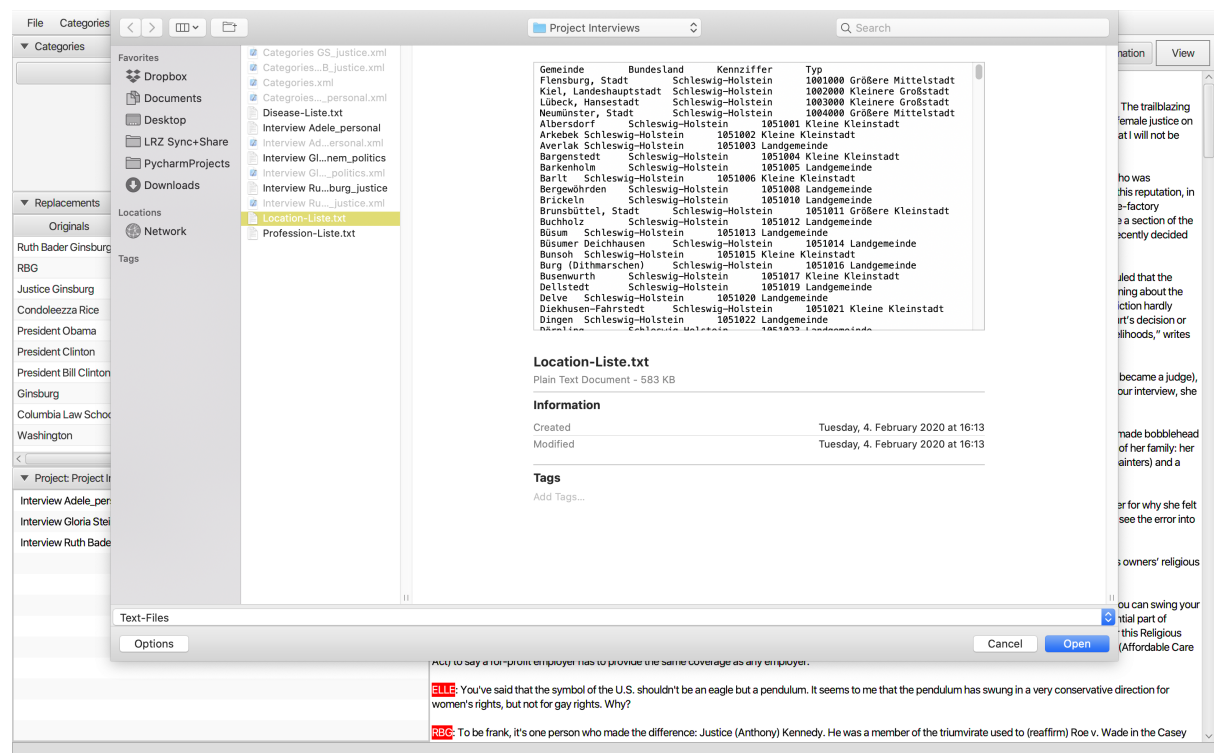 File Categories
Project Interviews
Search
▼ Categories
mation View
Favorites
Dropbox
Documents
Desktop
LRZ Sync+Share
PycharmProjects
Downloads
Locations
Network
Tags
Categories GS_justice.xml
Categories...B_justice.xml
Categories.xml
Categroies..._personal.xml
Disease-Liste.txt
Interview Adele_personal
Interview Ad...ersonal.xml
Interview Gl...nem_politics
Interview Gl..._politics.xml
Interview Ru...burg_justice
Interview Ru..._justice.xml
Location-Liste.txt
Profession-Liste.txt
Gemeinde Bundesland Kennziffer Typ
Flensburg, Stadt Schleswig-Holstein 1001000 Größere Mittelstadt
Kiel, Landeshauptstadt Schleswig-Holstein 1002000 Kleinere Großstadt
Lübeck, Hansestadt Schleswig-Holstein 1003000 Kleinere Großstadt
Neumünster, Stadt Schleswig-Holstein 1004000 Größere Mittelstadt
Albersdorf Schleswig-Holstein 1051001 Kleine Kleinstadt
Arkebek Schleswig-Holstein 1051002 Kleine Kleinstadt
Averlak Schleswig-Holstein 1051003 Landgemeinde
Bargenstedt Schleswig-Holstein 1051004 Kleine Kleinstadt
Barkenholm Schleswig-Holstein 1051005 Landgemeinde
Barlt Schleswig-Holstein 1051006 Kleine Kleinstadt
Bergewöhrden Schleswig-Holstein 1051008 Landgemeinde
Brickeln Schleswig-Holstein 1051010 Landgemeinde
Brunsbüttel, Stadt Schleswig-Holstein 1051011 Größere Kleinstadt
Buchholz Schleswig-Holstein 1051012 Landgemeinde
Büsum Schleswig-Holstein 1051013 Landgemeinde
Büsumer Deichhausen Schleswig-Holstein 1051014 Landgemeinde
Bunsoh Schleswig-Holstein 1051015 Kleine Kleinstadt
Burg (Dithmarschen) Schleswig-Holstein 1051016 Landgemeinde
Busenwurth Schleswig-Holstein 1051017 Kleine Kleinstadt
Dellstedt Schleswig-Holstein 1051019 Landgemeinde
Delve Schleswig-Holstein 1051020 Landgemeinde
Diekhusen-Fahrstedt Schleswig-Holstein 1051021 Kleine Kleinstadt
Dingen Schleswig-Holstein 1051022 Landgemeinde
Location-Liste.txt
Plain Text Document - 583 KB
Information
Created Tuesday, 4. February 2020 at 16:13
Modified Tuesday, 4. February 2020 at 16:13
Tags
Add Tags...
▼ Replacements
Originals
Ruth Bader Ginsburg
RBG
Justice Ginsburg
Condoleezza Rice
President Obama
President Clinton
President Bill Clinton
Ginsburg
Columbia Law Schoo
Washington
▼ Project: Project I
Interview Adele_per
Interview Gloria Stei
Interview Ruth Bade
The trailblazing
female justice on
at I will not be
ho was
this reputation, in
e-factory
e a section of the
ecently decided
uled that the
ning about the
ction hardly
rt's decision or
lihoods," writes
became a judge),
our interview, she
made bobblehead
of her family: her
ainters) and a
er for why she felt
see the error into
s owners' religious
ou can swing your
ntial part of
this Religious
(Affordable Care
Text-Files
Options Cancel Open
Act) to say a for-profit employer has to provide the same coverage as any employer.
ELLE: You've said that the symbol of the U.S. shouldn't be an eagle but a pendulum. It seems to me that the pendulum has swung in a very conservative direction for
women's rights, but not for gay rights. Why?
RBG: To be frank, it's one person who made the difference: Justice (Anthony) Kennedy. He was a member of the triumvirate used to (reaffirm) Roe v. Wade in the Casey